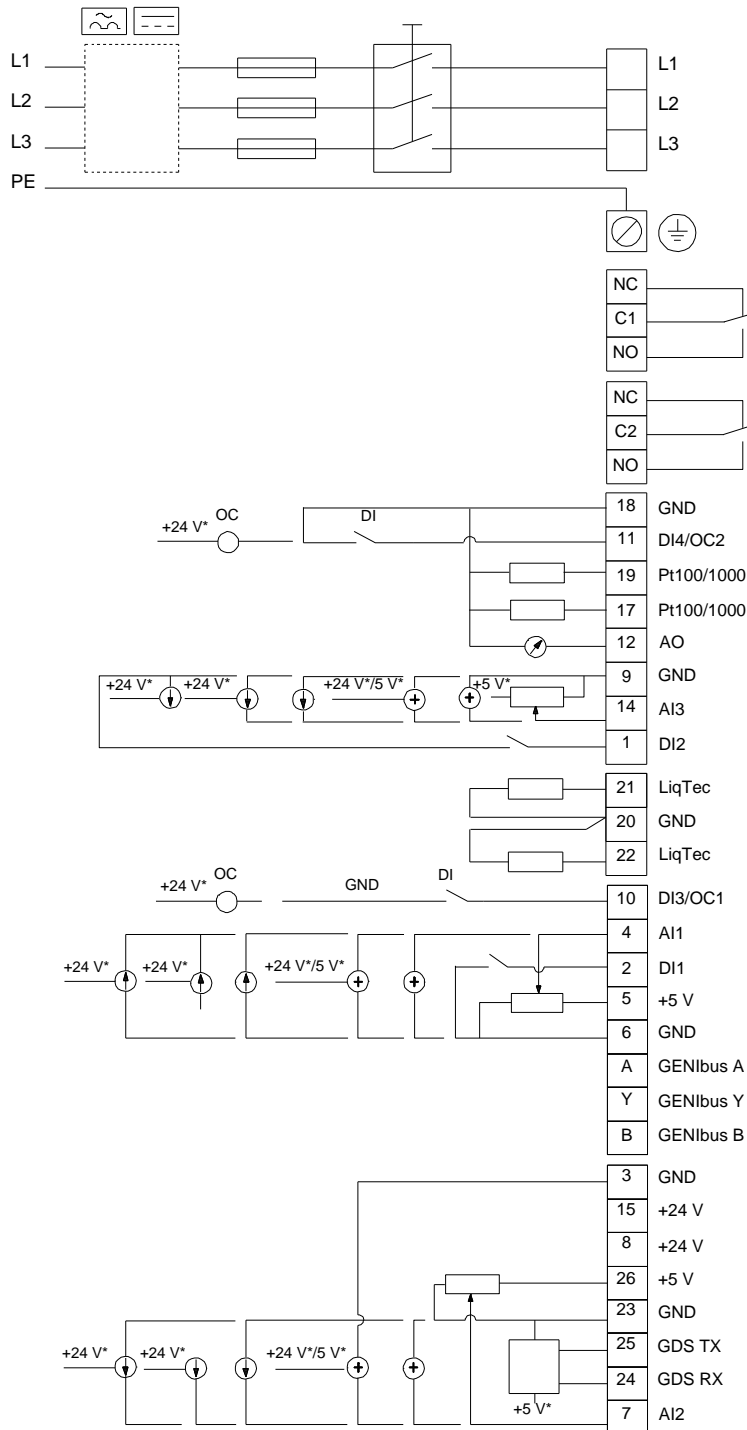 L1 L1
L2 L2
L3 L3
PE
NC
C1
NO
NC
C2
NO
18 GND
+24 V* OC DI 11 DI4/OC2
19 Pt100/1000
17 Pt100/1000
12 AO
9 GND
+24 V* +24 V* +24 V*/5 V* +5 V*
14 AI3
1 DI2
21 LiqTec
20 GND
22 LiqTec
+24 V* OC GND DI 10 DI3/OC1
4 AI1
+24 V* +24 V* +24 V*/5 V* 2 DI1
5 +5 V
6 GND
A GENIbus A
Y GENIbus Y
B GENIbus B
3 GND
15 +24 V
8 +24 V
26 +5 V
23 GND
25 GDS TX
+24 V* +24 V* +24 V*/5 V*
24 GDS RX
+5 V*
7 AI2